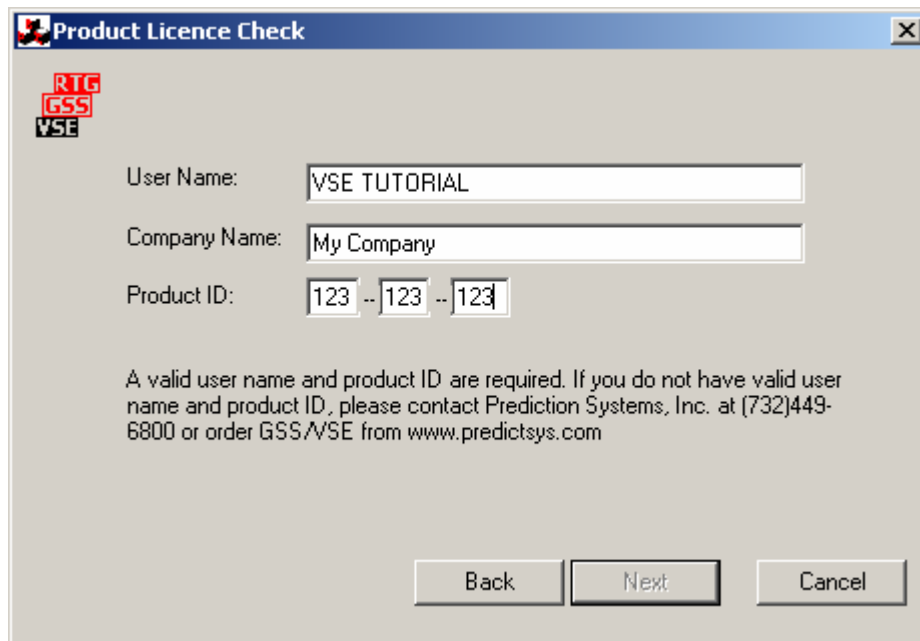 Product Licence Check
RTG
GSS
VSE
User Name: VSE TUTORIAL
Company Name: My Company
Product ID: 123 -- 123 -- 123
A valid user name and product ID are required. If you do not have valid user
name and product ID, please contact Prediction Systems, Inc. at (732)449-
6800 or order GSS/VSE from www.predictsys.com
Back Next Cancel